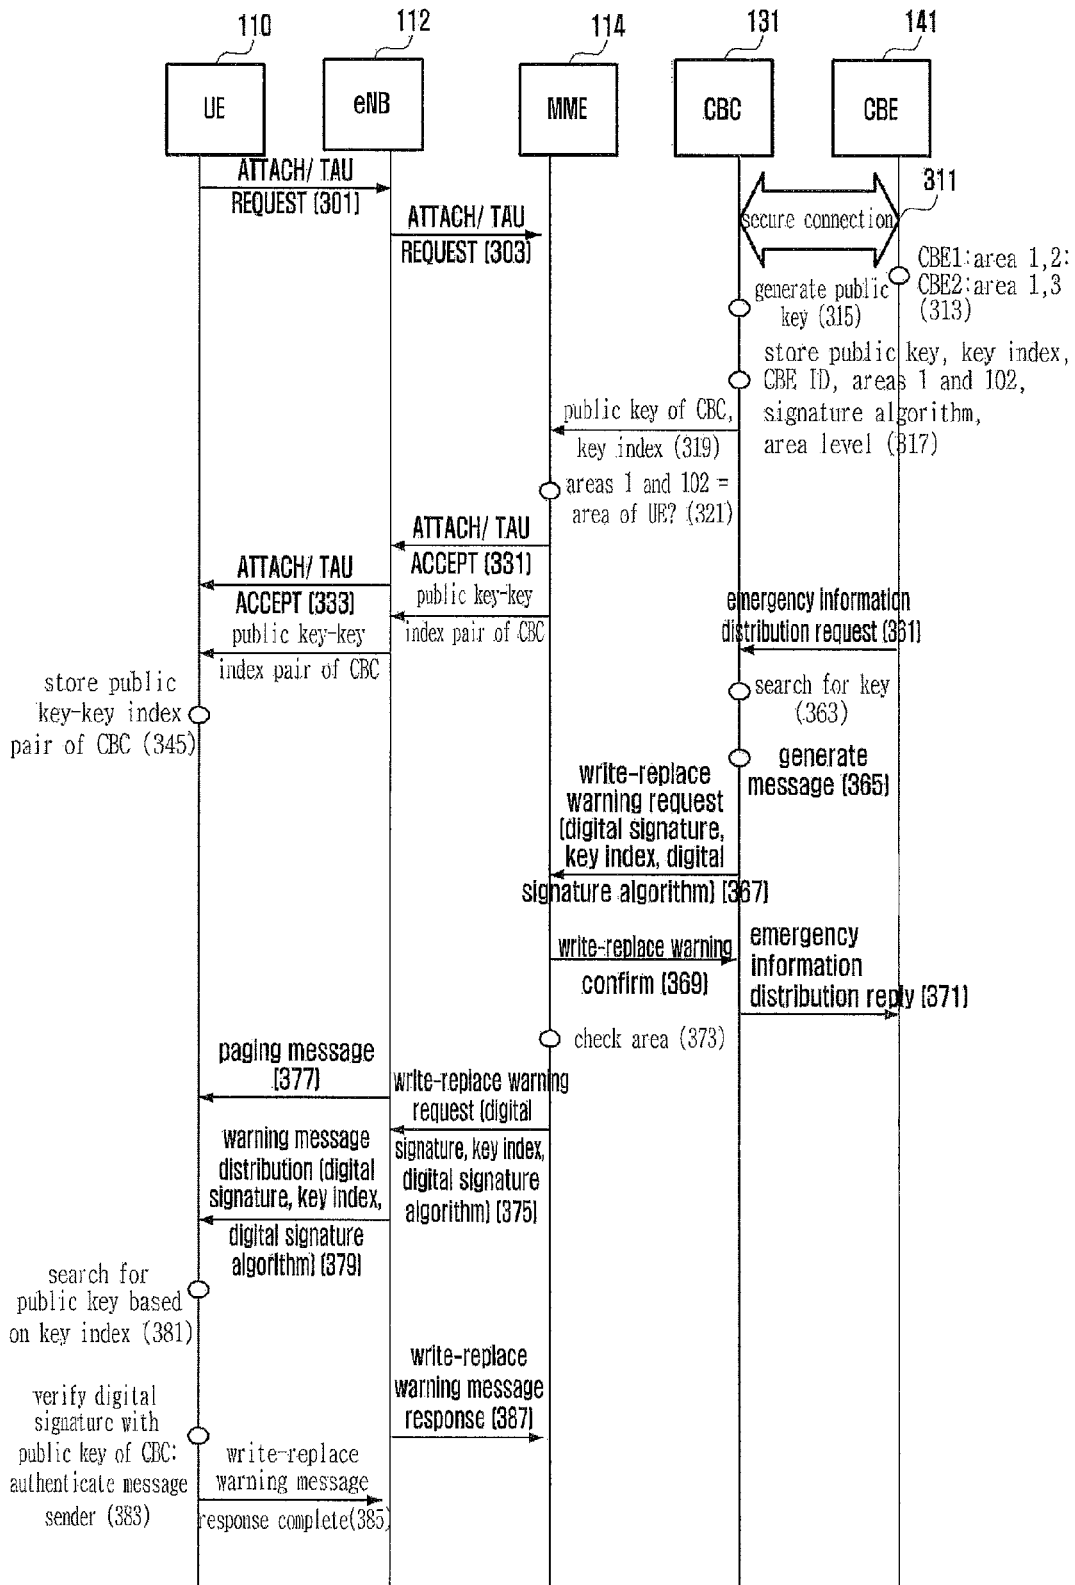 110
112
114
131
141
UE
eNB
MME
CBC
CBE
ATTACH/ TAU
REQUEST (301)
ATTACH/ TAU
REQUEST (303)
311
secure connection
CBE1:area 1,2:
CBE2:area 1,3
(313)
generate public
key (315)
store public key, key index,
CBE ID, areas 1 and 102,
signature algorithm,
area level (317)
public key of CBC,
key index (319)
areas 1 and 102 =
area of UE? (321)
ATTACH/ TAU
ACCEPT (331)
ATTACH/ TAU
ACCEPT (333)
public key-key
index pair of CBC
public key-key
index pair of CBC
emergency information
distribution request (361)
store public
key-key index
pair of CBC (345)
search for key
(363)
generate
message (365)
write-replace
warning request
(digital signature,
key index, digital
signature algorithm) (367)
write-replace warning
confirm (369)
emergency
information
distribution reply (371)
check area (373)
paging message
(377)
write-replace warning
request (digital
signature, key index,
digital signature
algorithm) (375)
warning message
distribution (digital
signature, key index,
digital signature
algorithm) (379)
search for
public key based
on key index (381)
write-replace
warning message
response (387)
verify digital
signature with
public key of CBC:
authenticate message
sender (383)
write-replace
warning message
response complete(385)